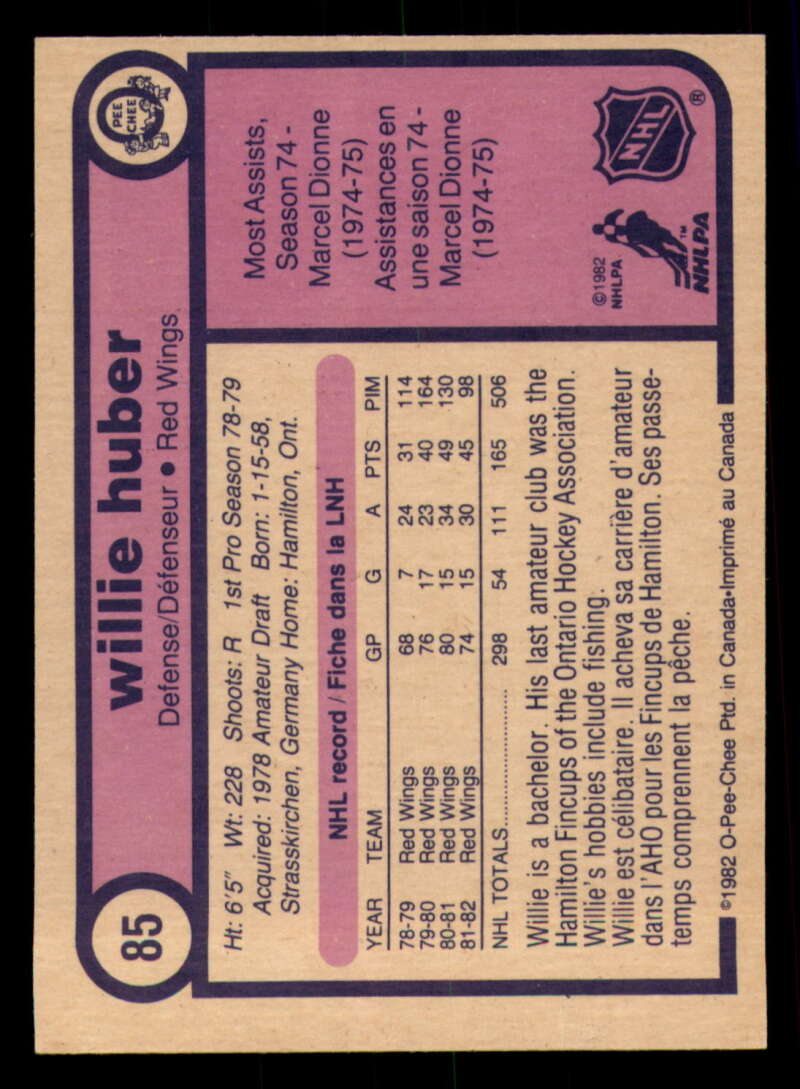 85
willie huber
Defense/Défenseur • Red Wings
O
PEE
CHEE
Ht: 6'5" Wt: 228 Shoots: R 1st Pro Season 78-79
Acquired: 1978 Amateur Draft Born: 1-15-58,
Strasskirchen, Germany Home: Hamilton, Ont.
NHL record / Fiche dans la LNH
YEAR TEAM GP G A PTS PIM
78-79 Red Wings 68 7 24 31 114
79-80 Red Wings 76 17 23 40 164
80-81 Red Wings 80 15 34 49 130
81-82 Red Wings 74 15 30 45 98
NHL TOTALS.................... 298 54 111 165 506
Willie is a bachelor. His last amateur club was the
Hamilton Fincups of the Ontario Hockey Association.
Willie's hobbies include fishing.
Willie est célibataire. Il acheva sa carrière d'amateur
dans l'AHO pour les Fincups de Hamilton. Ses passe-
temps comprennent la pêche.
©1982 O-Pee-Chee Ptd. in Canada•Imprimé au Canada
Most Assists,
Season 74 -
Marcel Dionne
(1974-75)
Assistances en
une saison 74 -
Marcel Dionne
(1974-75)
©1982
NHLPA
NHLPA™
NHL®